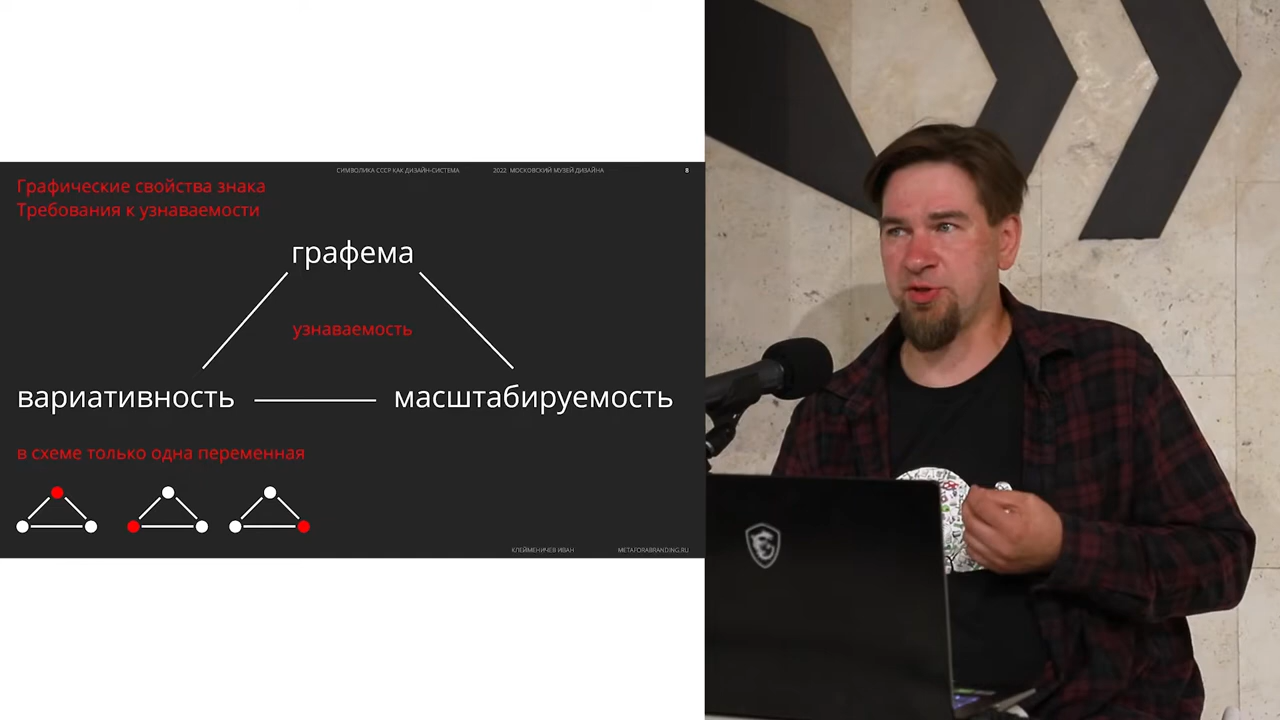 СИМВОЛИКА СССР КАК ДИЗАЙН-СИСТЕМА
2022 МОСКОВСКИЙ МУЗЕЙ ДИЗАЙНА
8
Графические свойства знака
Требования к узнаваемости
графема
узнаваемость
вариативность
масштабируемость
в схеме только одна переменная
КЛЕЙМЕНИЧЕВ ИВАН
METAFORABRANDING.RU